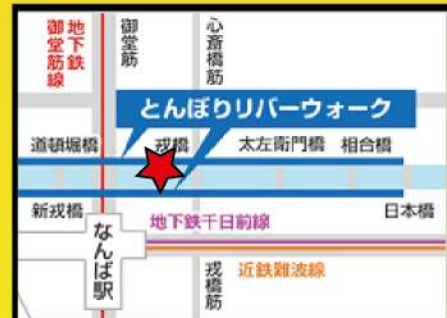 地下鉄
御堂筋線
御堂筋
心斎橋筋
とんぼりリバーウォーク
道頓堀橋
戎橋
太左衛門橋
相合橋
新戎橋
日本橋
なんば駅
地下鉄千日前線
戎橋筋
近鉄難波線